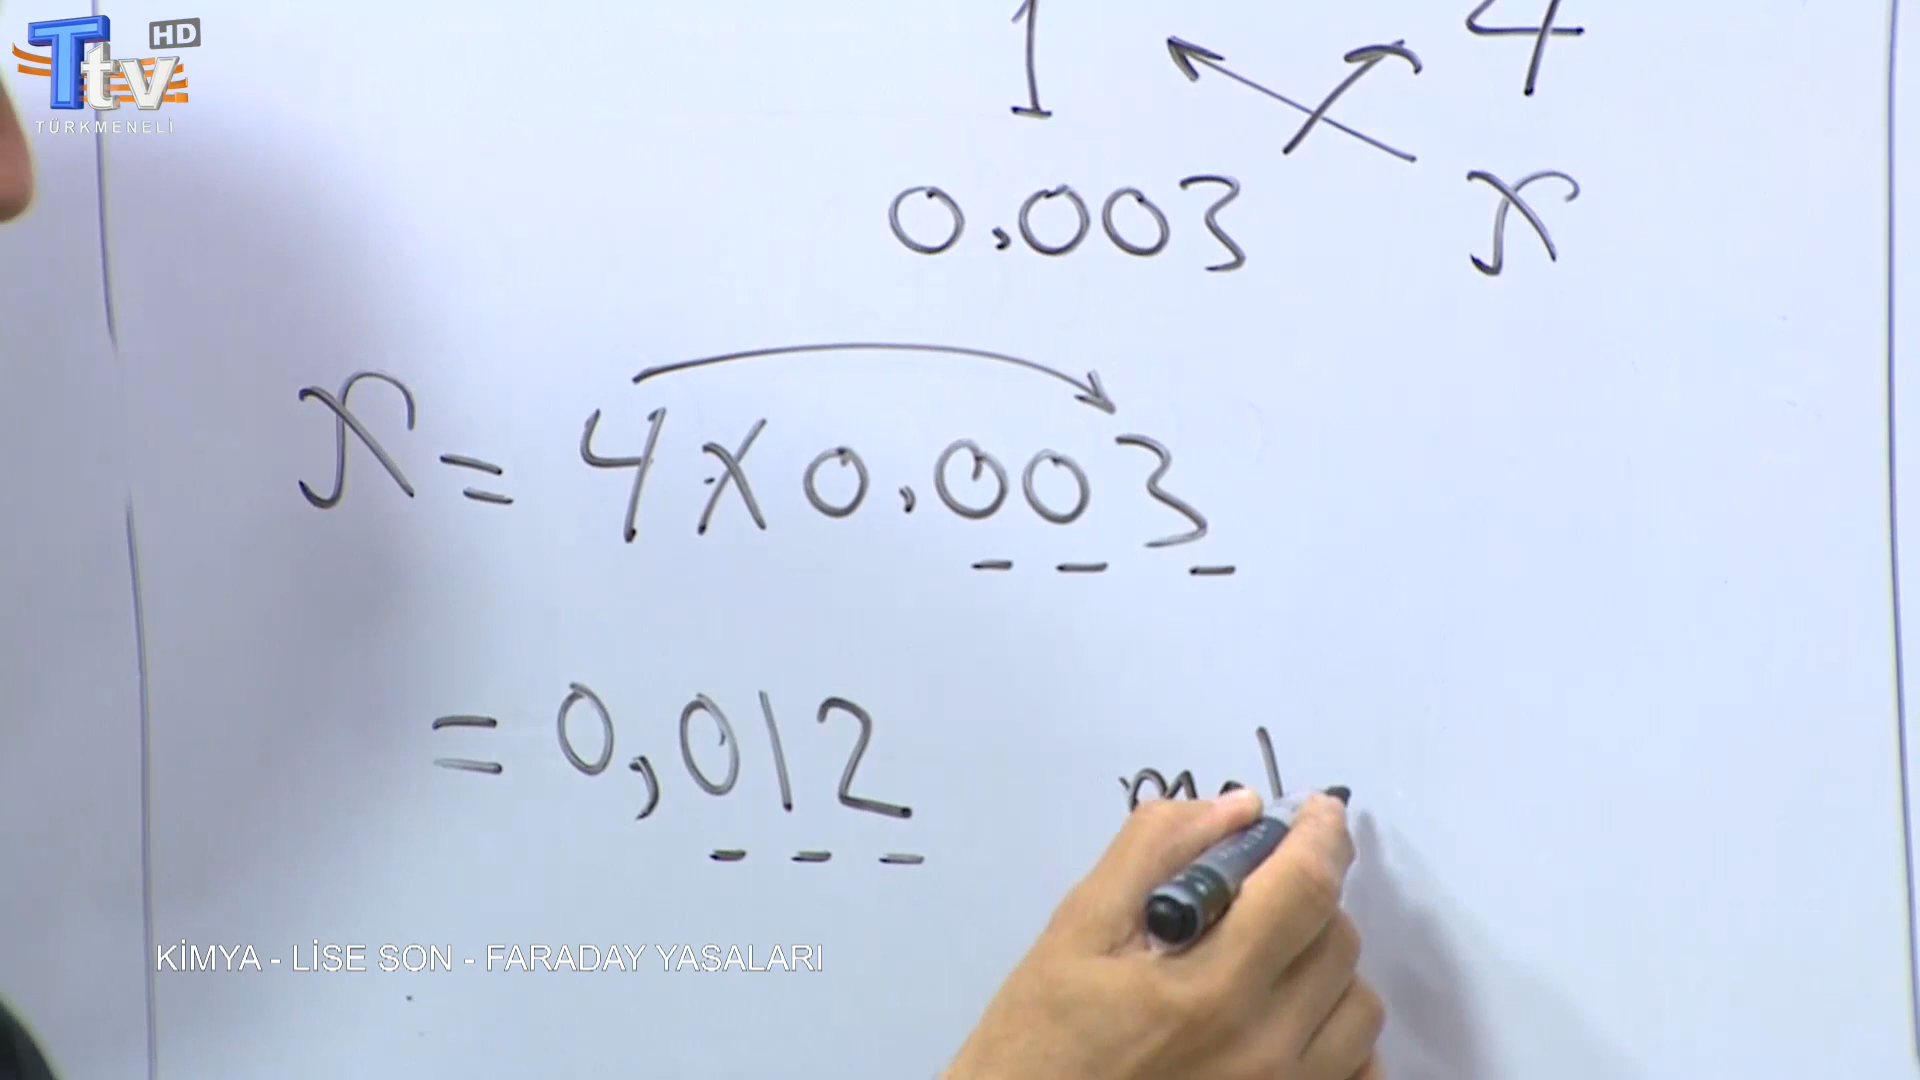 Ttv HD
TÜRKMENELİ
1 4
0.003 x
x = 4 x 0.003
= 0,012 mol
KİMYA - LİSE SON - FARADAY YASALARI